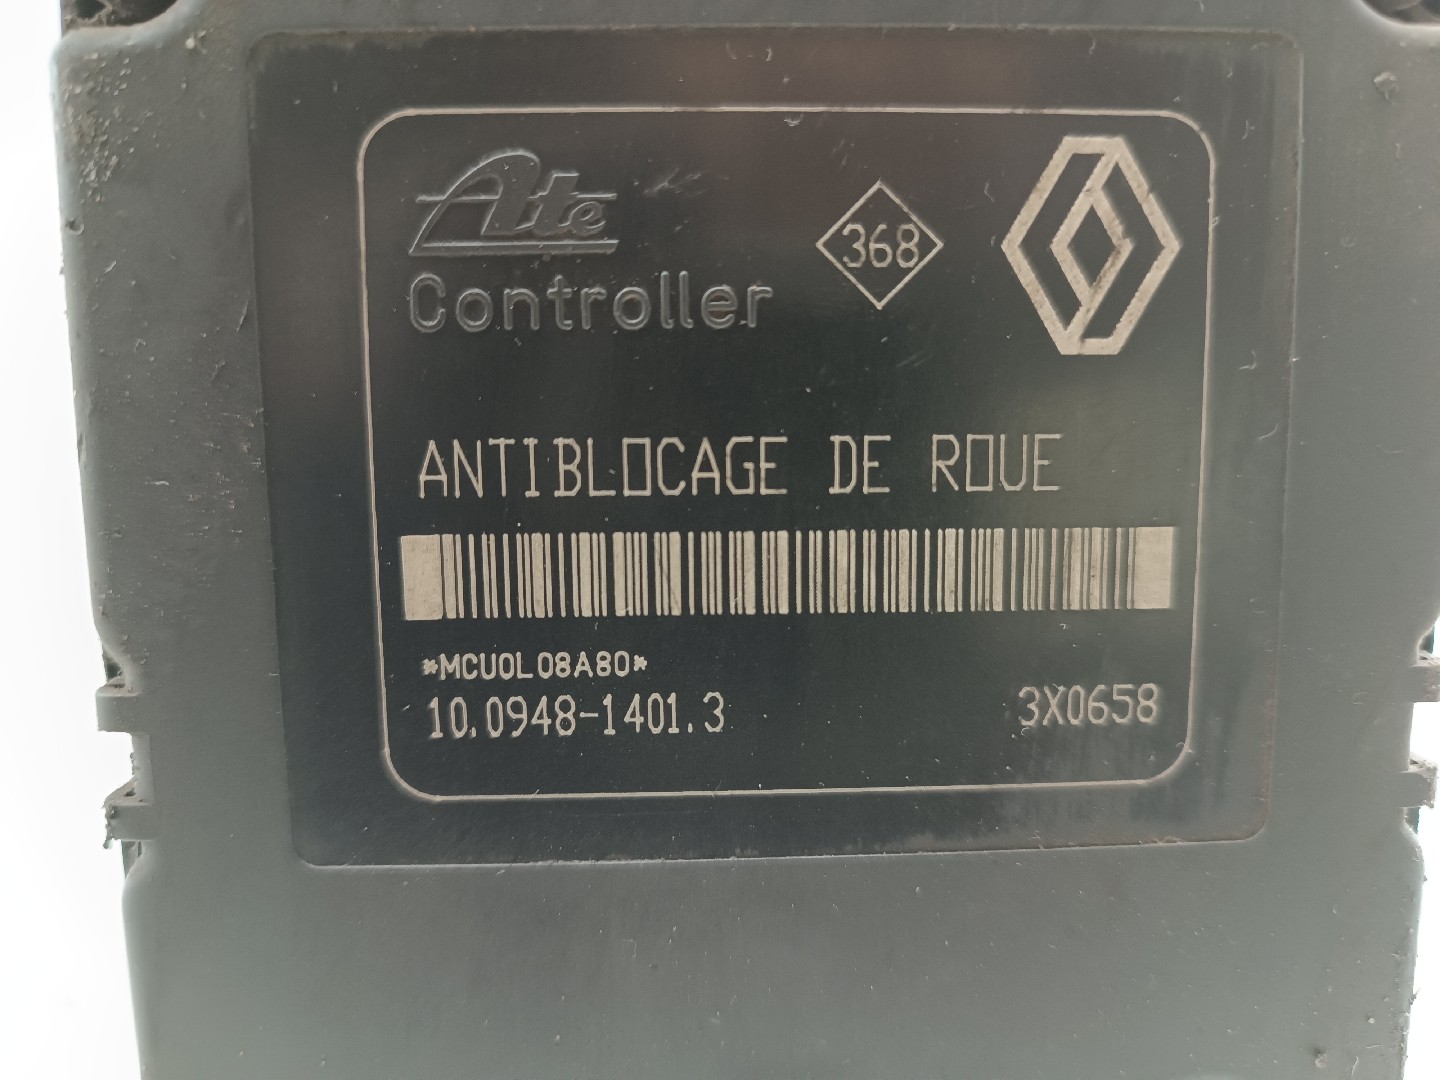 Ate
Controller
368
ANTIBLOCAGE DE ROUE
*MCU0L08A80*
10.0948-1401.3
3X0658